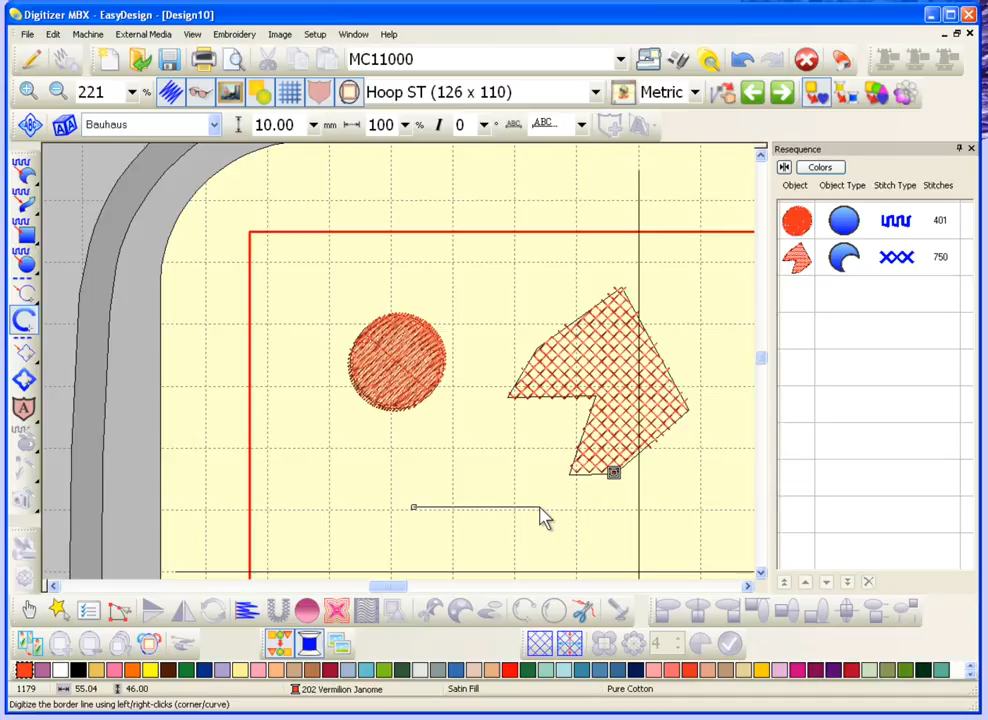 Digitizer MBX - EasyDesign - [Design10]
File Edit Machine External Media View Embroidery Image Setup Window Help
MC11000
221 % Hoop ST (126 x 110) Metric
ABC Bauhaus 10.00 mm 100 % I 0 ABC ABC A
Resequence
Colors
Object Object Type Stitch Type Stitches
401
750
A
4
1179 55.04 46.00 202 Vermilion Janome Satin Fill Pure Cotton
Digitize the border line using left/right-clicks (corner/curve)